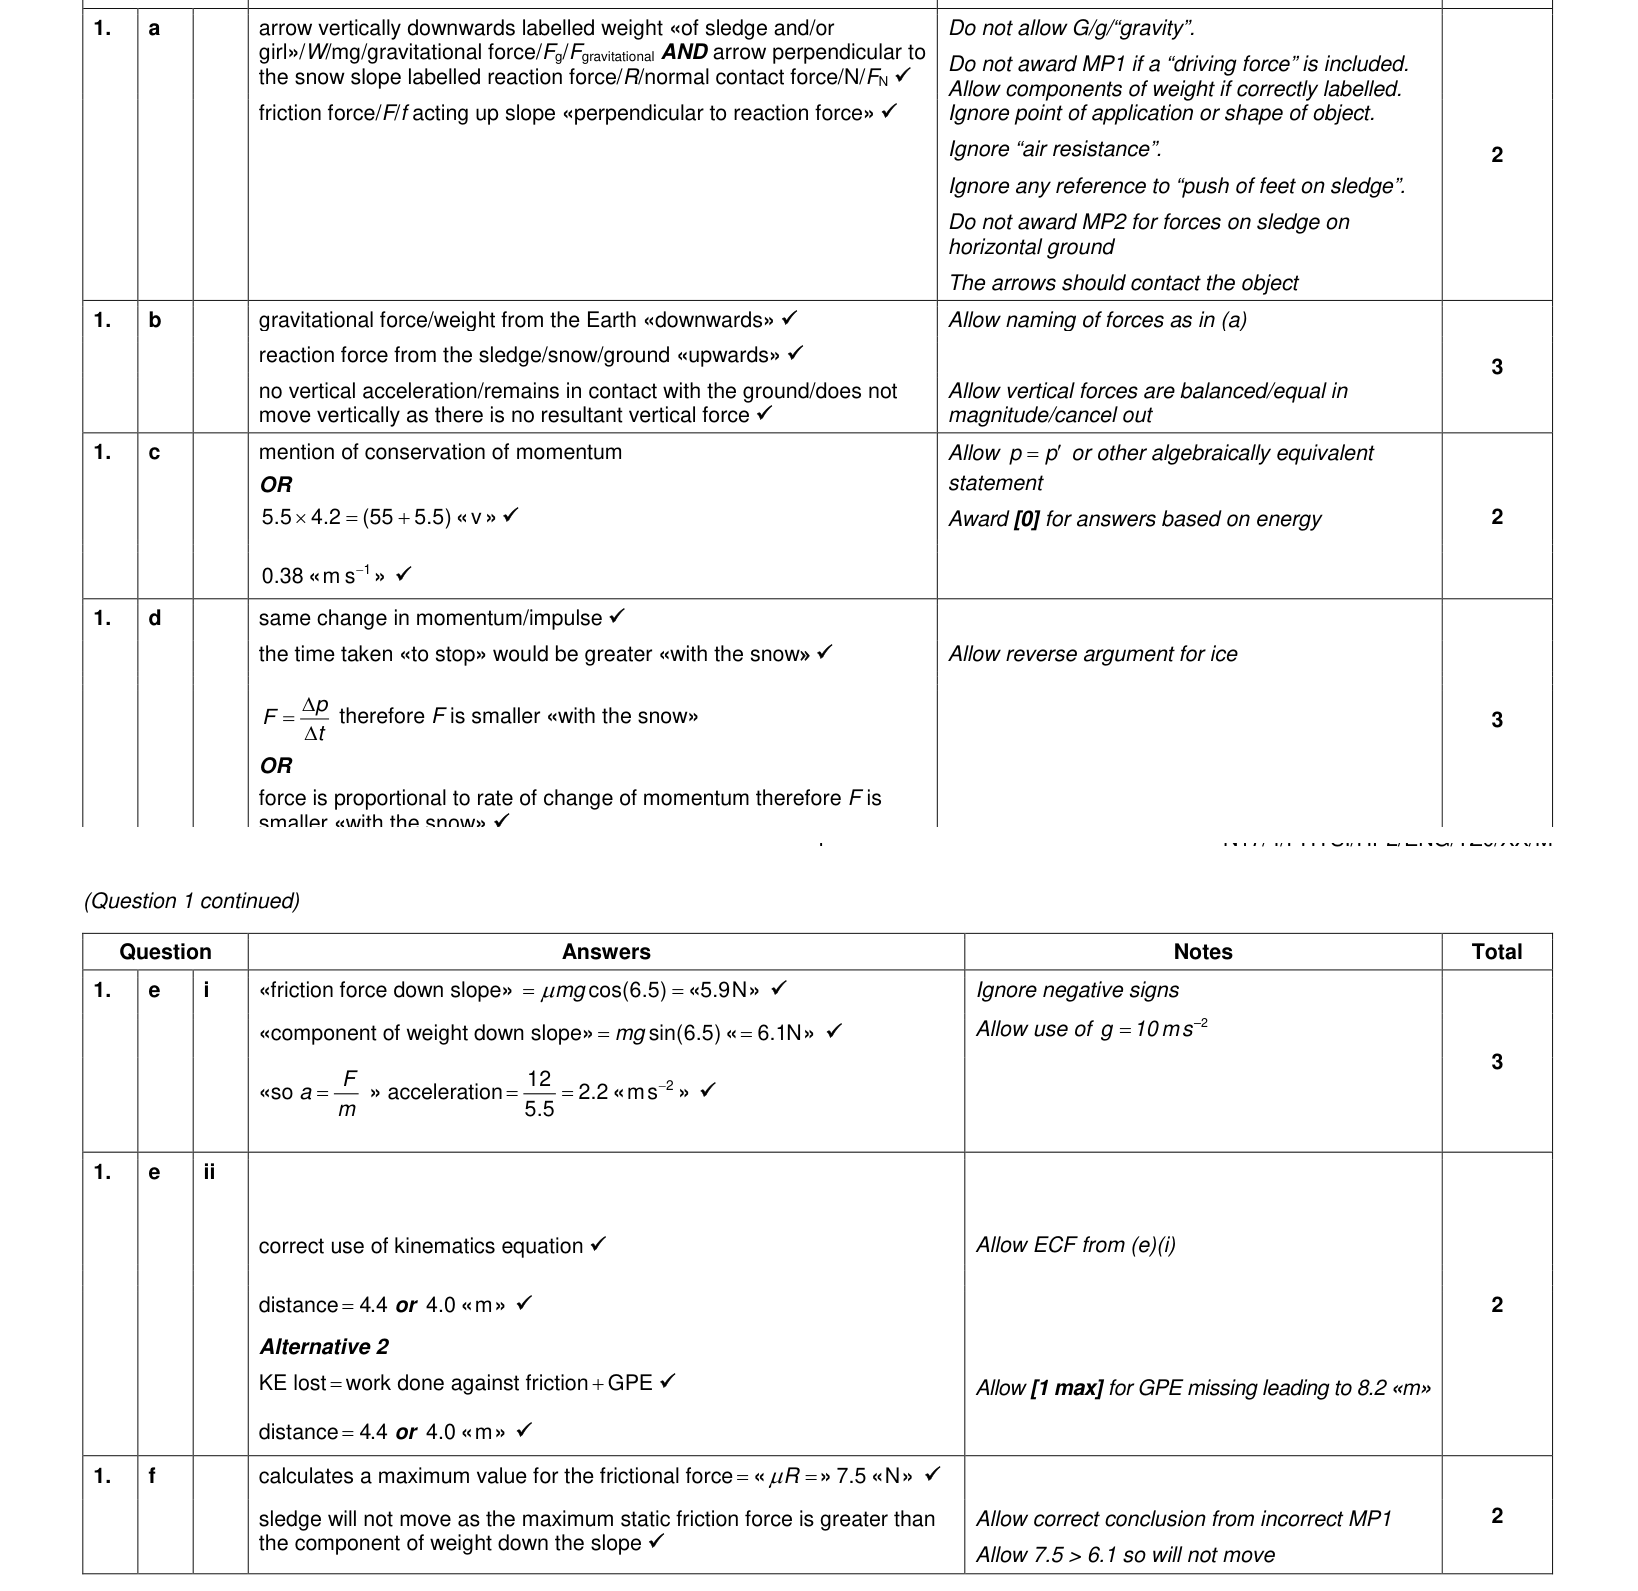 1. a arrow vertically downwards labelled weight «of sledge and/or
girl»/W/mg/gravitational force/Fg/Fgravitational AND arrow perpendicular to
the snow slope labelled reaction force/R/normal contact force/N/FN ✓
friction force/F/f acting up slope «perpendicular to reaction force» ✓
Do not allow G/g/“gravity”.
Do not award MP1 if a “driving force” is included.
Allow components of weight if correctly labelled.
Ignore point of application or shape of object.
Ignore “air resistance”.
Ignore any reference to “push of feet on sledge”.
Do not award MP2 for forces on sledge on
horizontal ground
The arrows should contact the object
2
1. b gravitational force/weight from the Earth «downwards» ✓
reaction force from the sledge/snow/ground «upwards» ✓
no vertical acceleration/remains in contact with the ground/does not
move vertically as there is no resultant vertical force ✓
Allow naming of forces as in (a)
Allow vertical forces are balanced/equal in
magnitude/cancel out
3
1. c mention of conservation of momentum
OR
5.5 × 4.2 = (55 + 5.5) «v» ✓
0.38 «m s⁻¹» ✓
Allow p = p′ or other algebraically equivalent
statement
Award [0] for answers based on energy
2
1. d same change in momentum/impulse ✓
the time taken «to stop» would be greater «with the snow» ✓
F = Δp/Δt therefore F is smaller «with the snow»
OR
force is proportional to rate of change of momentum therefore F is
smaller «with the snow» ✓
Allow reverse argument for ice
3
(Question 1 continued)
Question Answers Notes Total
1. e i «friction force down slope» = μmg cos(6.5) = «5.9N» ✓
«component of weight down slope» = mg sin(6.5) «= 6.1N» ✓
«so a = F/m » acceleration = 12/5.5 = 2.2 «m s⁻²» ✓
Ignore negative signs
Allow use of g = 10 m s⁻²
3
1. e ii
correct use of kinematics equation ✓
distance = 4.4 or 4.0 «m» ✓
Alternative 2
KE lost = work done against friction + GPE ✓
distance = 4.4 or 4.0 «m» ✓
Allow ECF from (e)(i)
Allow [1 max] for GPE missing leading to 8.2 «m»
2
1. f calculates a maximum value for the frictional force = «μR =» 7.5 «N» ✓
sledge will not move as the maximum static friction force is greater than
the component of weight down the slope ✓
Allow correct conclusion from incorrect MP1
Allow 7.5 > 6.1 so will not move
2